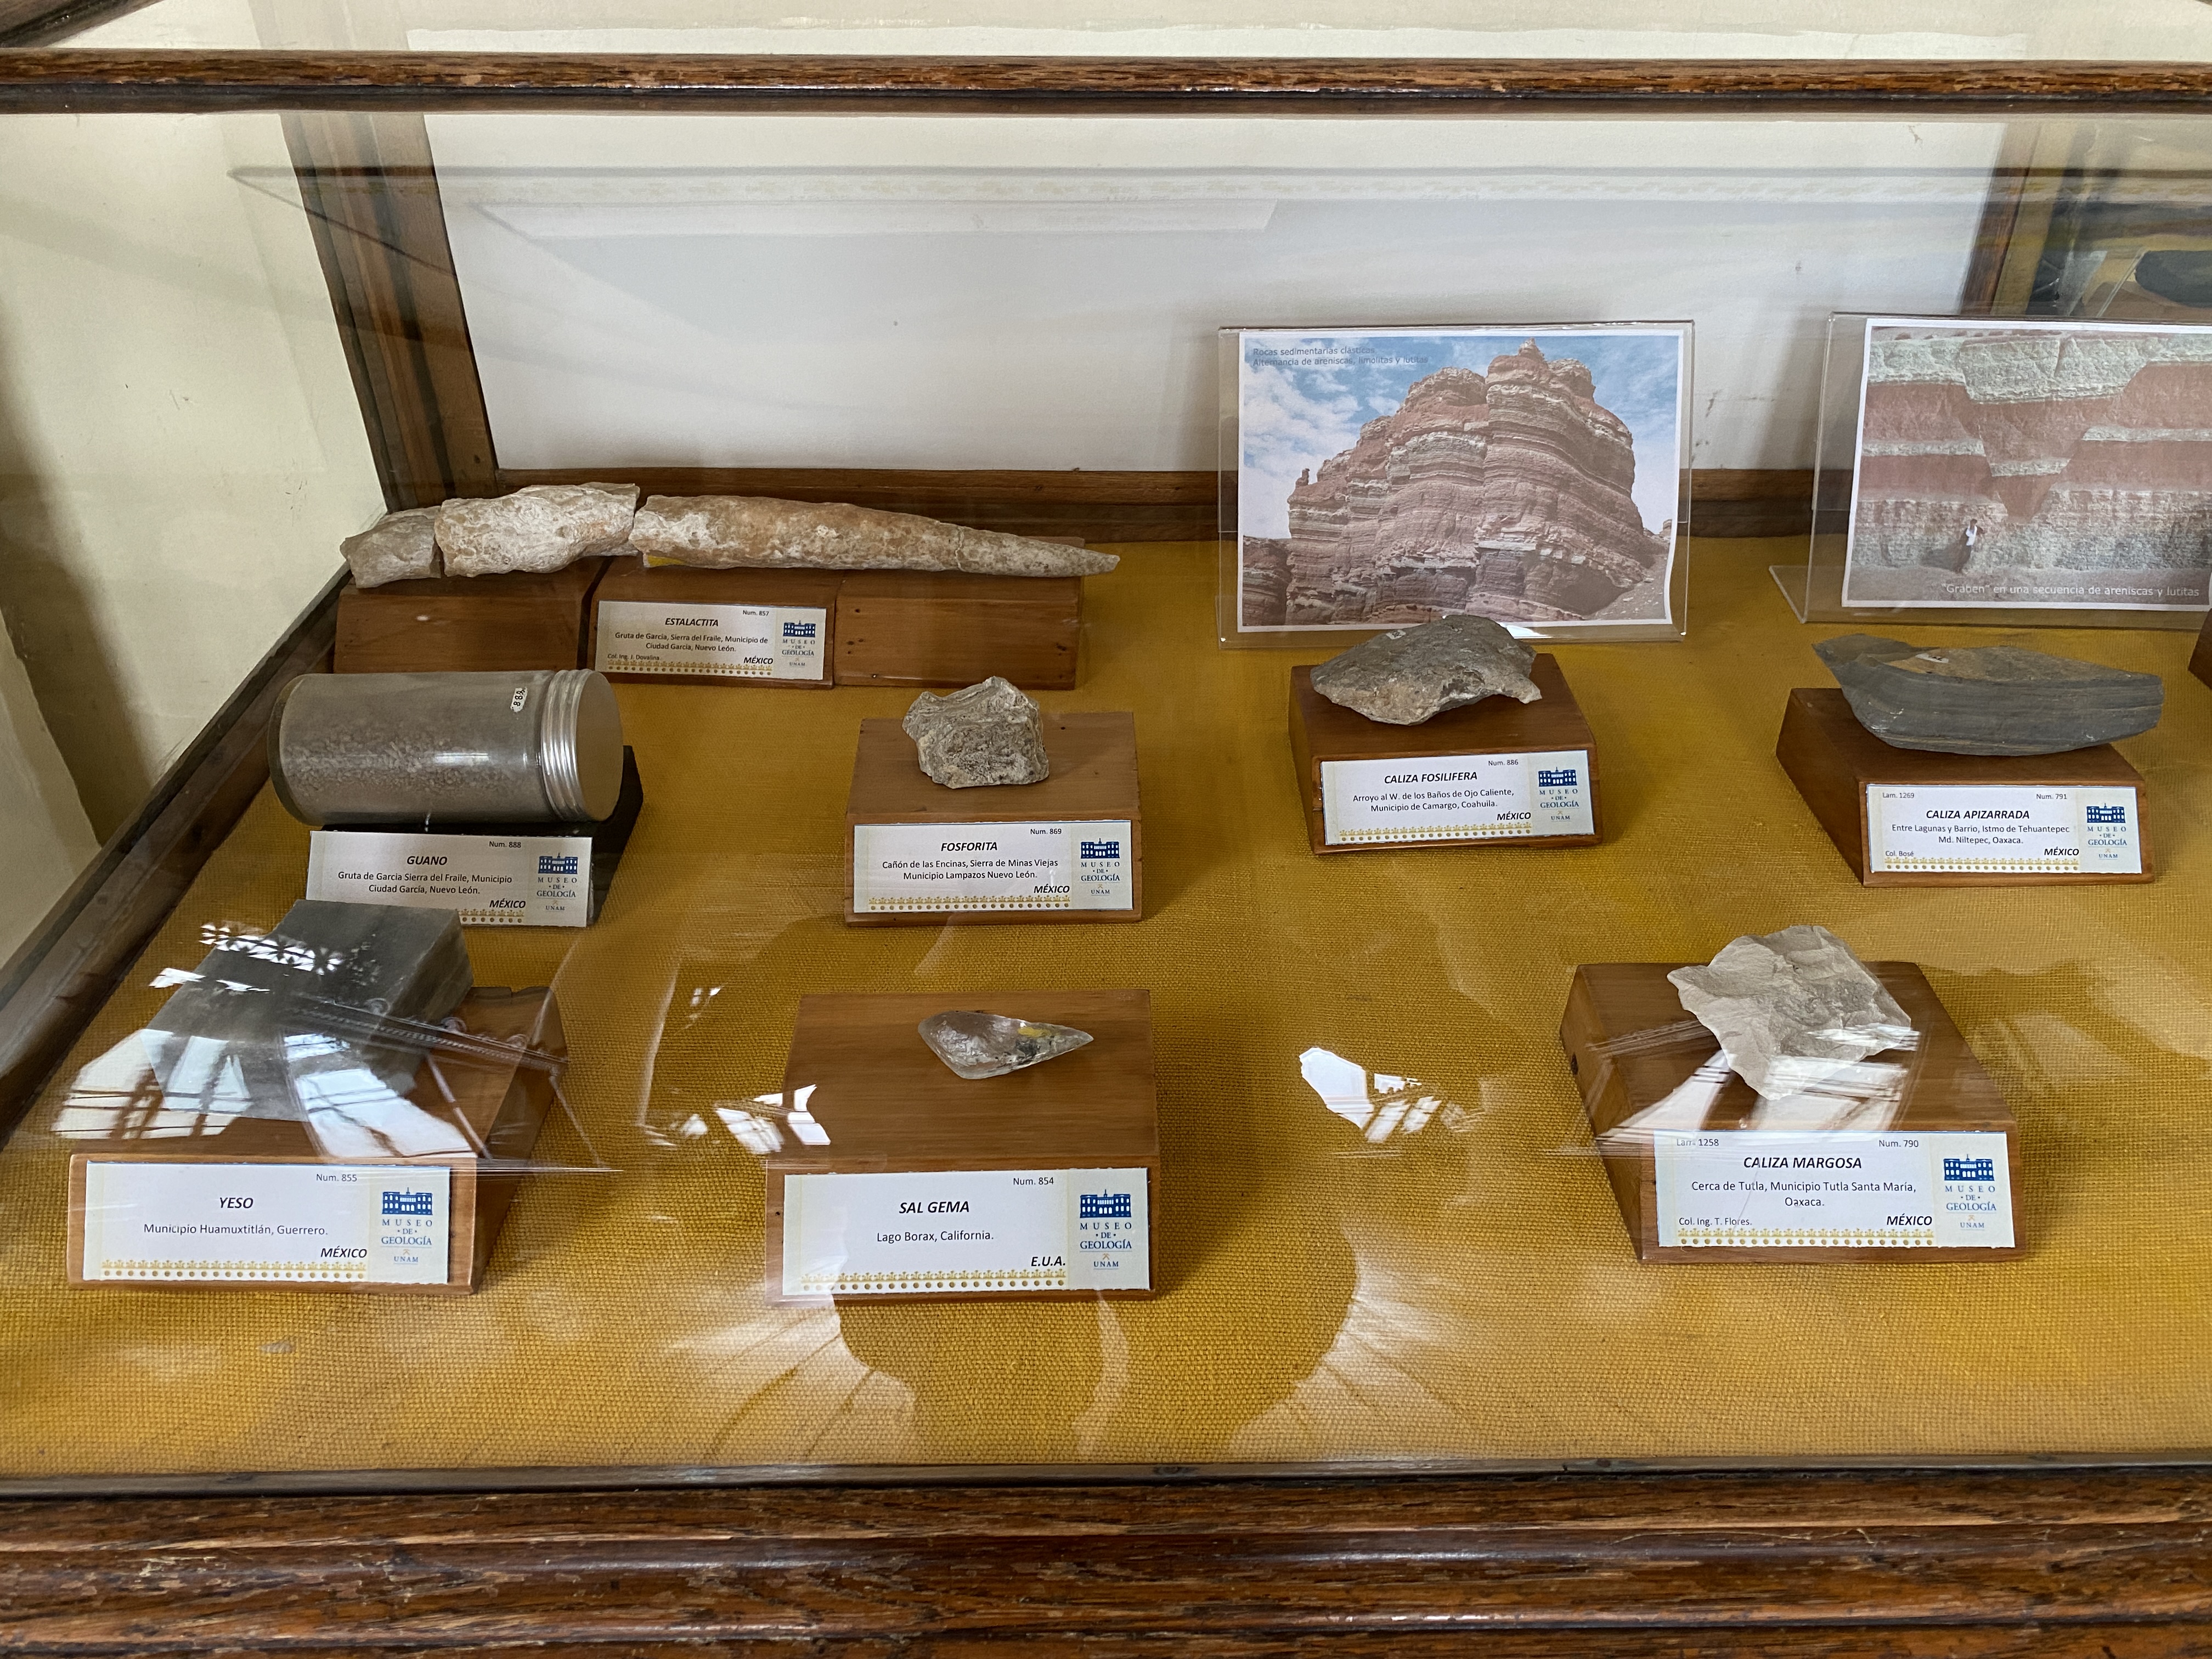 Rocas sedimentarias clasticas
Alternancia de areniscas, limolitas y lutitas
"Graben" en una secuencia de areniscas y lutitas
Num. 857
ESTALACTITA
Gruta de García, Sierra del Fraile, Municipio de
Ciudad García, Nuevo León.
Col. Ing. J. Dovalina.
MÉXICO
MUSEO
DE
GEOLOGÍA
UNAM
888
Num. 888
GUANO
Gruta de Garcia Sierra del Fraile, Municipio
Ciudad García, Nuevo León.
MÉXICO
MUSEO
DE
GEOLOGÍA
UNAM
Num. 869
FOSFORITA
Cañón de las Encinas, Sierra de Minas Viejas
Municipio Lampazos Nuevo León.
MÉXICO
MUSEO
DE
GEOLOGÍA
UNAM
Num. 886
CALIZA FOSILIFERA
Arroyo al W. de los Baños de Ojo Caliente,
Municipio de Camargo, Coahuila.
MÉXICO
MUSEO
DE
GEOLOGÍA
UNAM
Lam. 1269 Num. 791
CALIZA APIZARRADA
Entre Lagunas y Barrio, Istmo de Tehuantepec
Md. Niltepec, Oaxaca.
Col. Bosé
MÉXICO
MUSEO
DE
GEOLOGÍA
UNAM
Num. 855
YESO
Municipio Huamuxtitlán, Guerrero.
MÉXICO
MUSEO
DE
GEOLOGÍA
UNAM
Num. 854
SAL GEMA
Lago Borax, California.
E.U.A.
MUSEO
DE
GEOLOGÍA
UNAM
Lam. 1258 Num. 790
CALIZA MARGOSA
Cerca de Tutla, Municipio Tutla Santa María,
Oaxaca.
Col. Ing. T. Flores.
MÉXICO
MUSEO
DE
GEOLOGÍA
UNAM